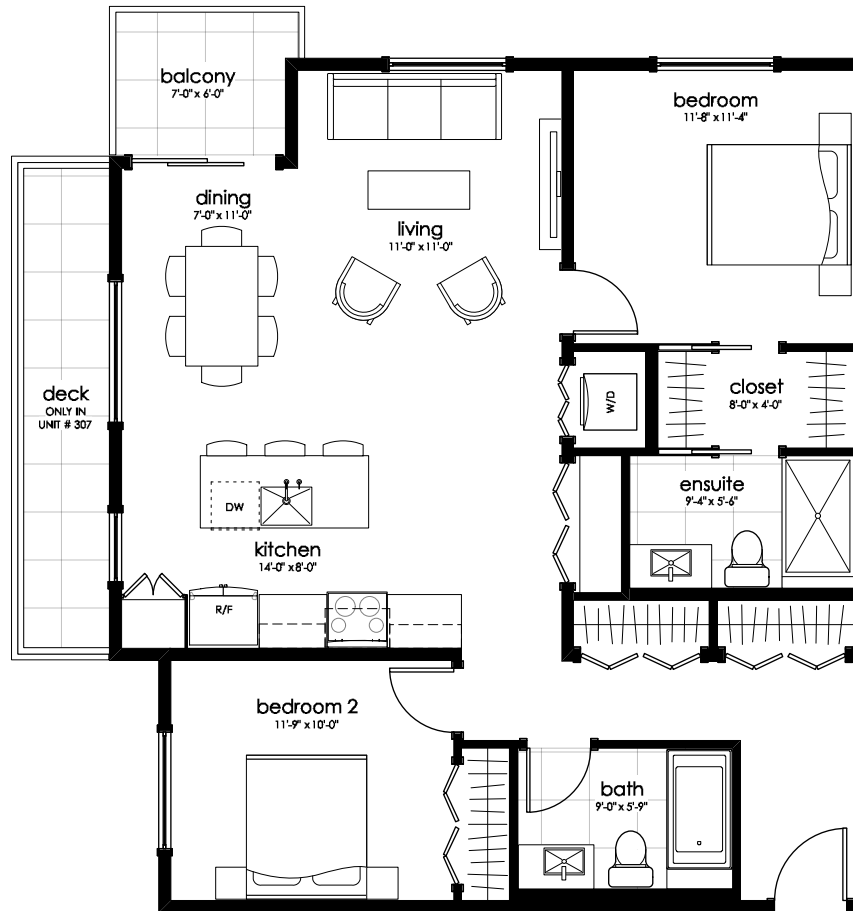 balcony
7'-0" x 6'-0"
bedroom
11'-8" x 11'-4"
dining
7'-0" x 11'-0"
living
11'-0" x 11'-0"
deck
ONLY IN
UNIT # 307
W/D
closet
8'-0" x 4'-0"
ensuite
9'-4" x 5'-6"
DW
kitchen
14'-0" x 8'-0"
R/F
bedroom 2
11'-9" x 10'-0"
bath
9'-0" x 5'-9"